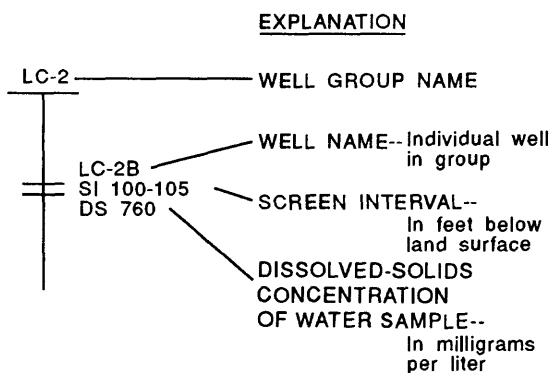 EXPLANATION
LC-2
WELL GROUP NAME
WELL NAME-- Individual well
in group
LC-2B
SI 100-105
DS 760
SCREEN INTERVAL--
In feet below
land surface
DISSOLVED-SOLIDS
CONCENTRATION
OF WATER SAMPLE--
In milligrams
per liter